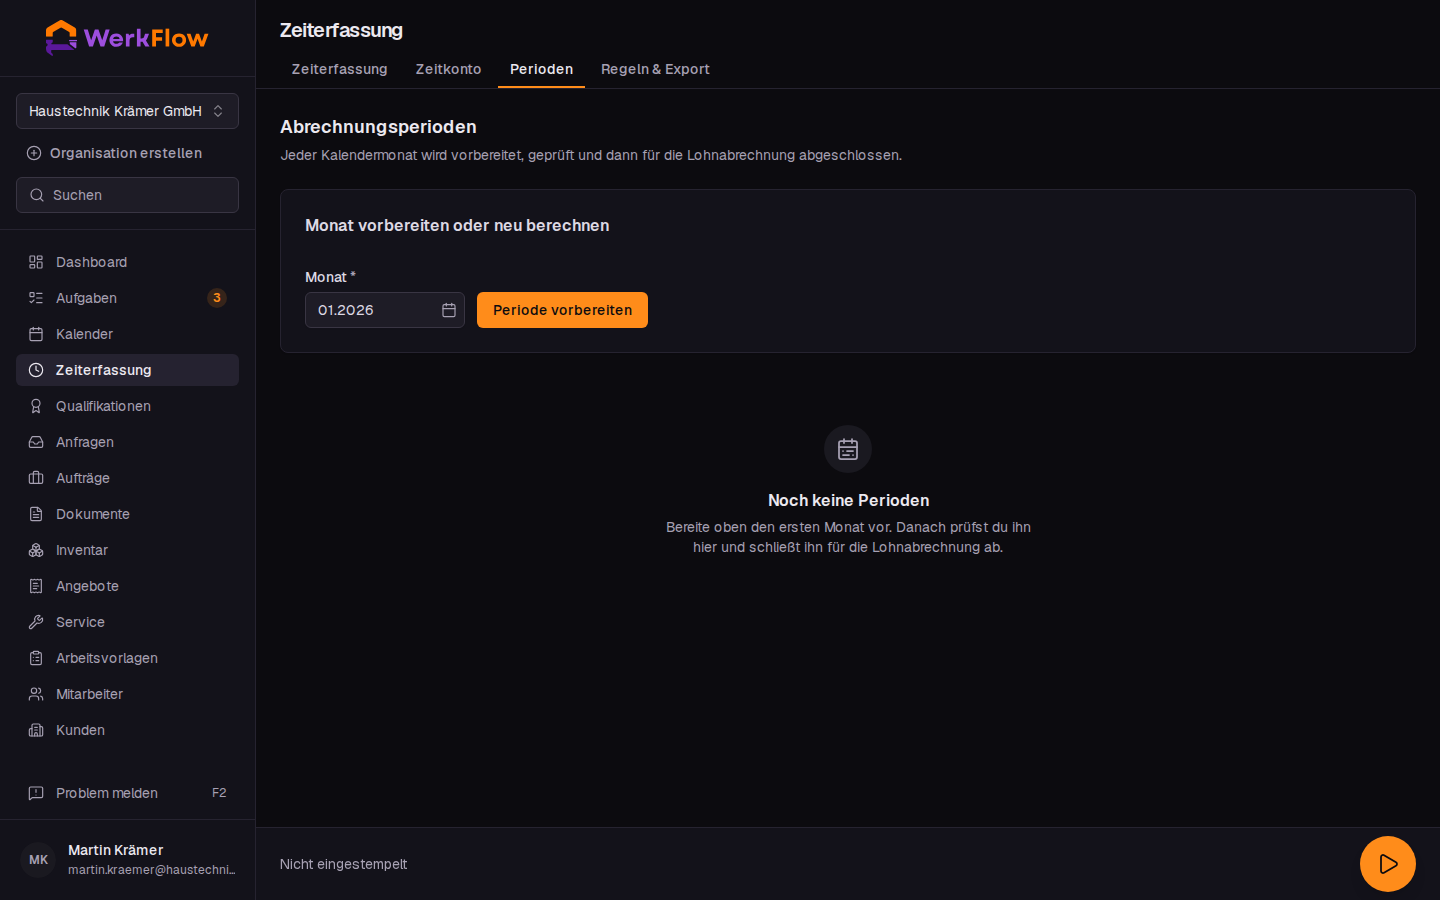 WerkFlow
Haustechnik Krämer GmbH
Organisation erstellen
Suchen
Dashboard
Aufgaben 3
Kalender
Zeiterfassung
Qualifikationen
Anfragen
Aufträge
Dokumente
Inventar
Angebote
Service
Arbeitsvorlagen
Mitarbeiter
Kunden
Problem melden F2
MK
Martin Krämer
martin.kraemer@haustechni…
Zeiterfassung
Zeiterfassung Zeitkonto Perioden Regeln & Export
Abrechnungsperioden
Jeder Kalendermonat wird vorbereitet, geprüft und dann für die Lohnabrechnung abgeschlossen.
Monat vorbereiten oder neu berechnen
Monat *
01.2026 Periode vorbereiten
Noch keine Perioden
Bereite oben den ersten Monat vor. Danach prüfst du ihn
hier und schließt ihn für die Lohnabrechnung ab.
Nicht eingestempelt